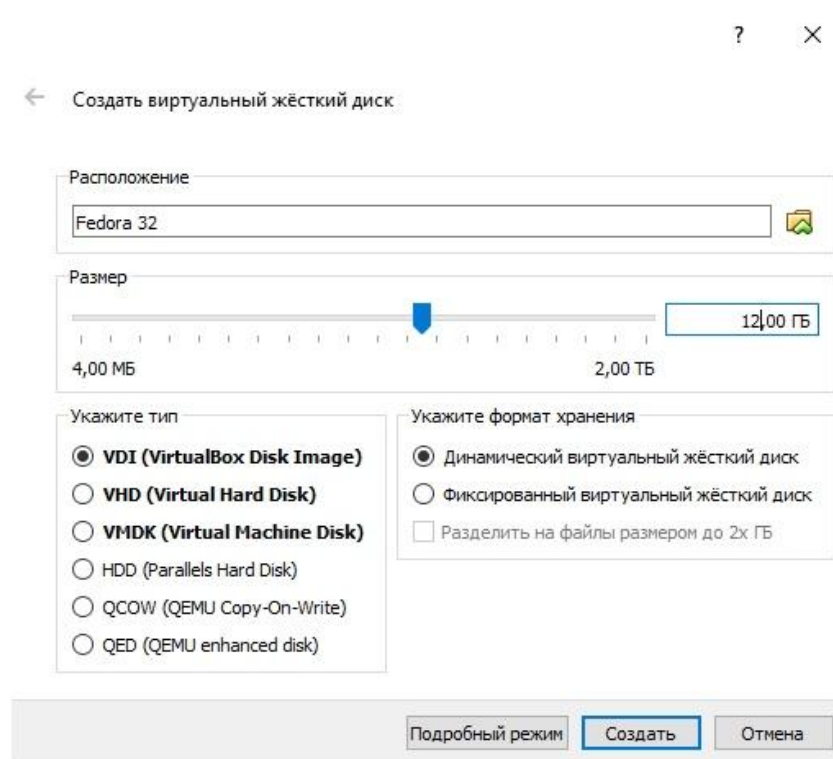 ?
Создать виртуальный жёсткий диск
Расположение
Fedora 32
Размер
12,00 ГБ
4,00 МБ 2,00 ТБ
Укажите тип
VDI (VirtualBox Disk Image)
VHD (Virtual Hard Disk)
VMDK (Virtual Machine Disk)
HDD (Parallels Hard Disk)
QCOW (QEMU Copy-On-Write)
QED (QEMU enhanced disk)
Укажите формат хранения
Динамический виртуальный жёсткий диск
Фиксированный виртуальный жёсткий диск
Разделить на файлы размером до 2х ГБ
Подробный режим Создать Отмена